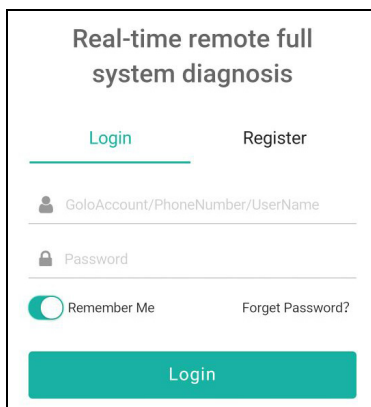 Real-time remote full
system diagnosis
Login
Register
GoloAccount/PhoneNumber/UserName
Password
Remember Me
Forget Password?
Login